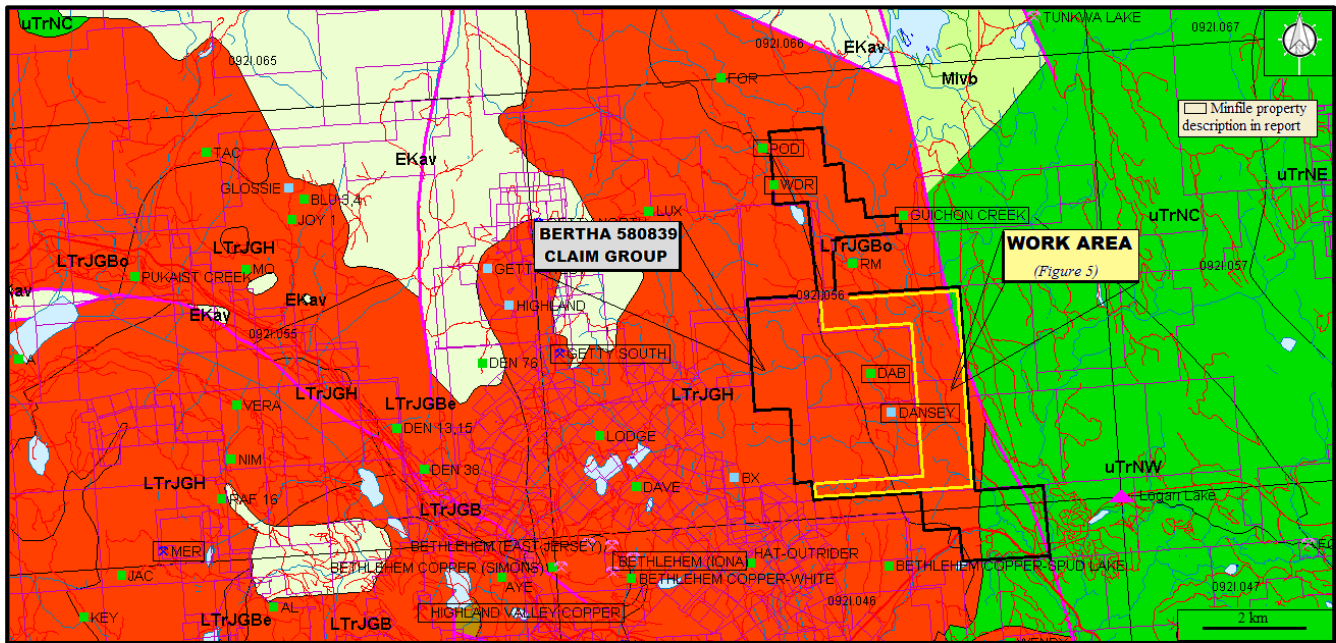 uTrNC
TUNKWA LAKE
092I.067
092I.066
EKav
092I.065
FOR
MIvb
Minfile property
description in report
POD
TAC
EKav
WDR
uTrNE
GLOSSIE
BLU 3,4
LUX
GUICHON CREEK
uTrNC
JOY 1
BERTHA 580839
CLAIM GROUP
WORK AREA
(Figure 5)
LTrJGH
LTrJGBo
LTrJGBo
MO
RM
092I.057
PUKAIST CREEK
EKav
092I.056
HIGHLAND
EKav
092I.055
GETTY SOUTH
DEN 76
DAB
A
LTrJGH
LTrJGH
LTrJGBe
VERA
DANSEY
DEN 13,15
LODGE
NIM
DEN 38
BX
uTrNW
LTrJGH
DAVE
RAF 16
Logan Lake
LTrJGB
MER
BETHLEHEM (EAST JERSEY)
BETHLEHEM (IONA)
HAT-OUTRIDER
BETHLEHEM COPPER (SIMONS)
BETHLEHEM COPPER-SPUD LAKE
JAC
AYE
BETHLEHEM COPPER-WHITE
092I.047
092I.046
AL
HIGHLAND VALLEY COPPER
KEY
LTrJGBe
LTrJGB
2 km